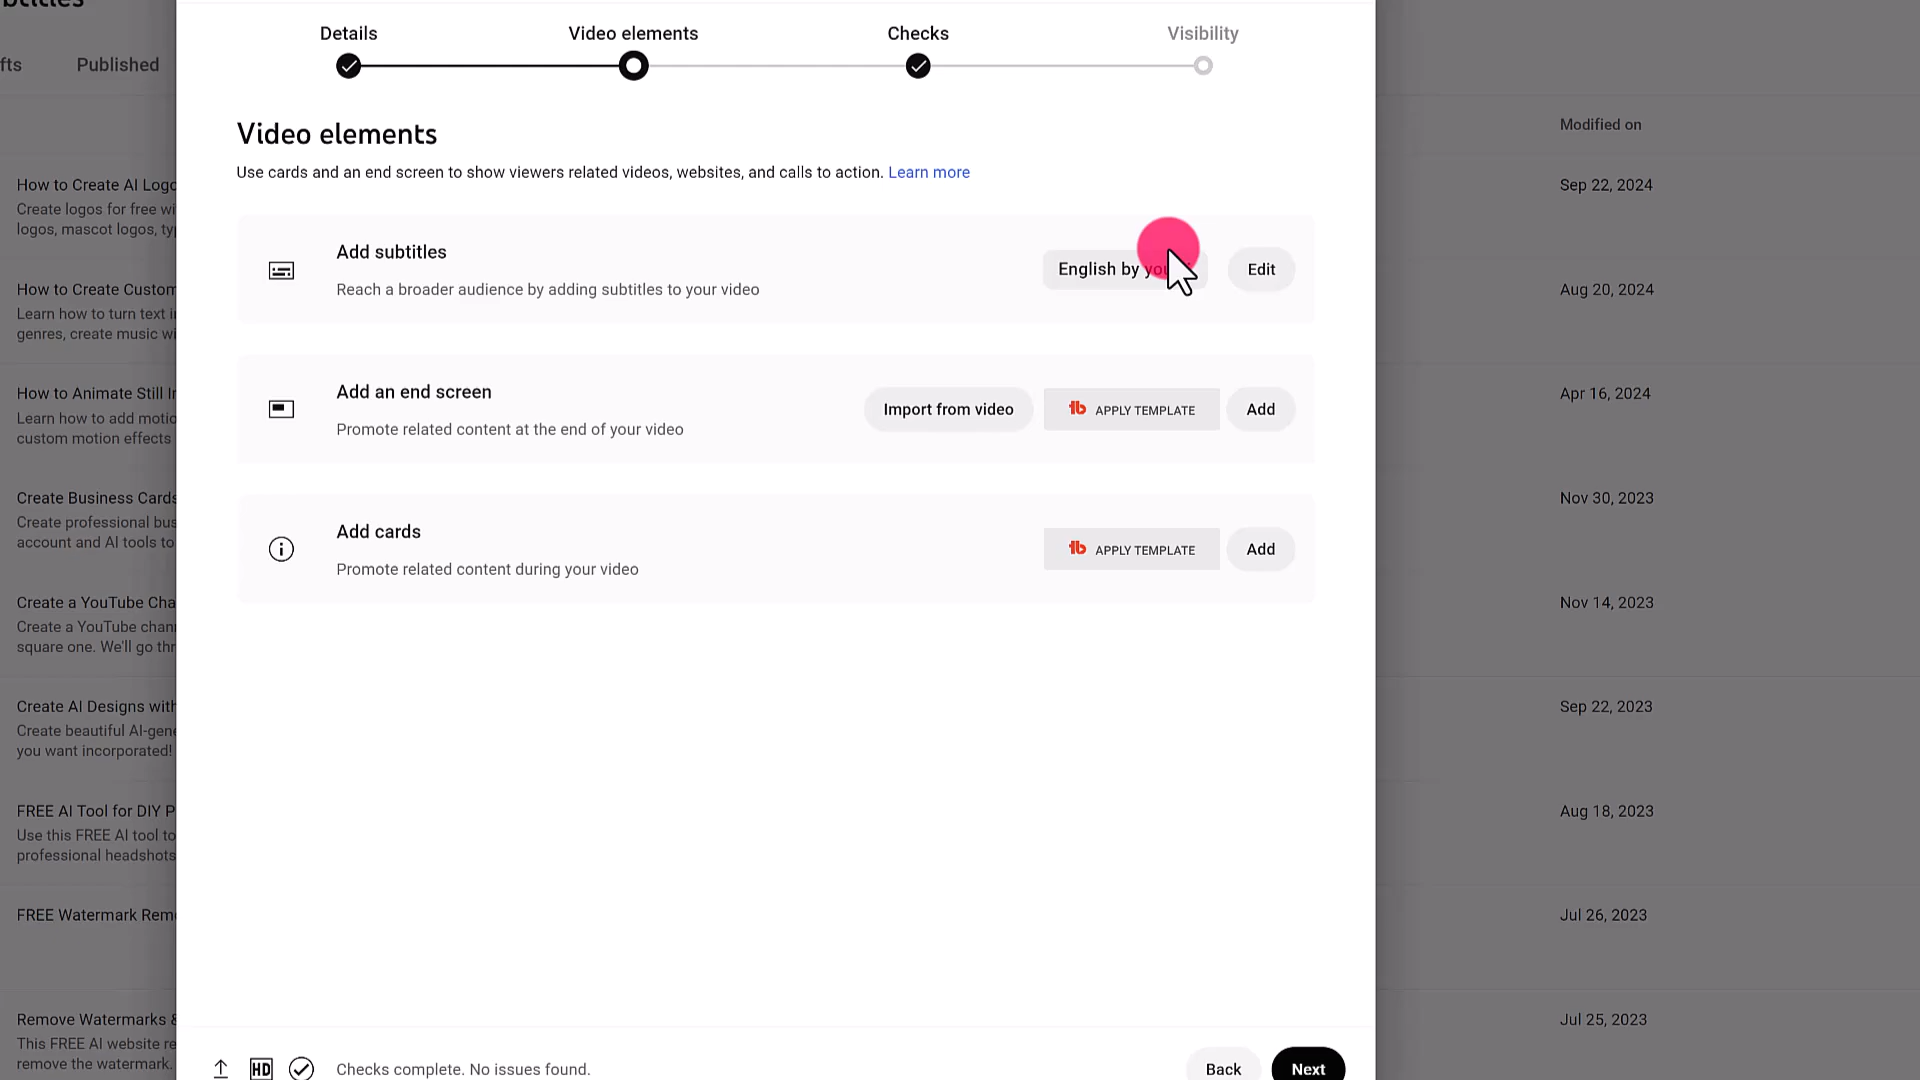 Details
Video elements
Checks
Visibility
fts
Published
Video elements
Use cards and an end screen to show viewers related videos, websites, and calls to action. Learn more
Modified on
Add subtitles
Reach a broader audience by adding subtitles to your video
English by
Edit
Add an end screen
Promote related content at the end of your video
Import from video
APPLY TEMPLATE
Add
Add cards
Promote related content during your video
APPLY TEMPLATE
Add
How to Create AI Logo
Create logos for free wi
logos, mascot logos, ty
Sep 22, 2024
How to Create Custom
Learn how to turn text i
genres, create music wi
Aug 20, 2024
How to Animate Still I
Learn how to add motio
custom motion effects
Apr 16, 2024
Create Business Cards
Create professional bus
account and AI tools to
Nov 30, 2023
Create a YouTube Cha
Create a YouTube chan
square one. We'll go thr
Nov 14, 2023
Create AI Designs with
Create beautiful AI-gene
you want incorporated!
Sep 22, 2023
FREE AI Tool for DIY P
Use this FREE AI tool to
professional headshots
Aug 18, 2023
FREE Watermark Rem
Jul 26, 2023
Remove Watermarks &
This FREE AI website re
remove the watermark.
Jul 25, 2023
HD
Checks complete. No issues found.
Back
Next